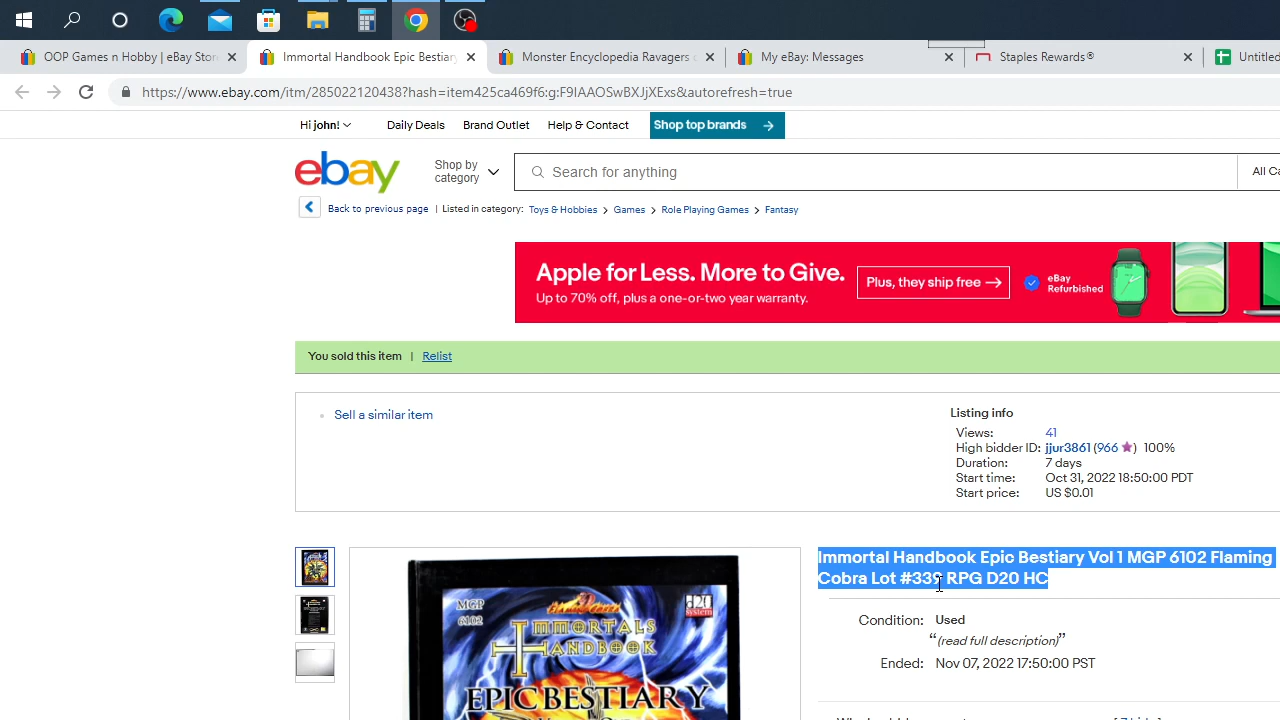 OOP Games n Hobby | eBay Stor
Immortal Handbook Epic Bestiary
Monster Encyclopedia Ravagers o
My eBay: Messages
Staples Rewards®
Untitled
https://www.ebay.com/itm/285022120438?hash=item425ca469f6:g:F9IAAOSwBXJjXExs&autorefresh=true
Hi john! Daily Deals Brand Outlet Help & Contact Shop top brands
ebay Shop by category Search for anything All Ca
Back to previous page | Listed in category: Toys & Hobbies > Games > Role Playing Games > Fantasy
Apple for Less. More to Give.
Up to 70% off, plus a one-or-two year warranty.
Plus, they ship free →
eBay
Refurbished
You sold this item | Relist
Sell a similar item
Listing info
Views: 41
High bidder ID: jjur3861 (966 ) 100%
Duration: 7 days
Start time: Oct 31, 2022 18:50:00 PDT
Start price: US $0.01
Immortal Handbook Epic Bestiary Vol 1 MGP 6102 Flaming
Cobra Lot #339 RPG D20 HC
Condition: Used
“(read full description)”
Ended: Nov 07, 2022 17:50:00 PST
MGP
6102
d20
system
IMMORTALS
HANDBOOK
EPIC BESTIARY